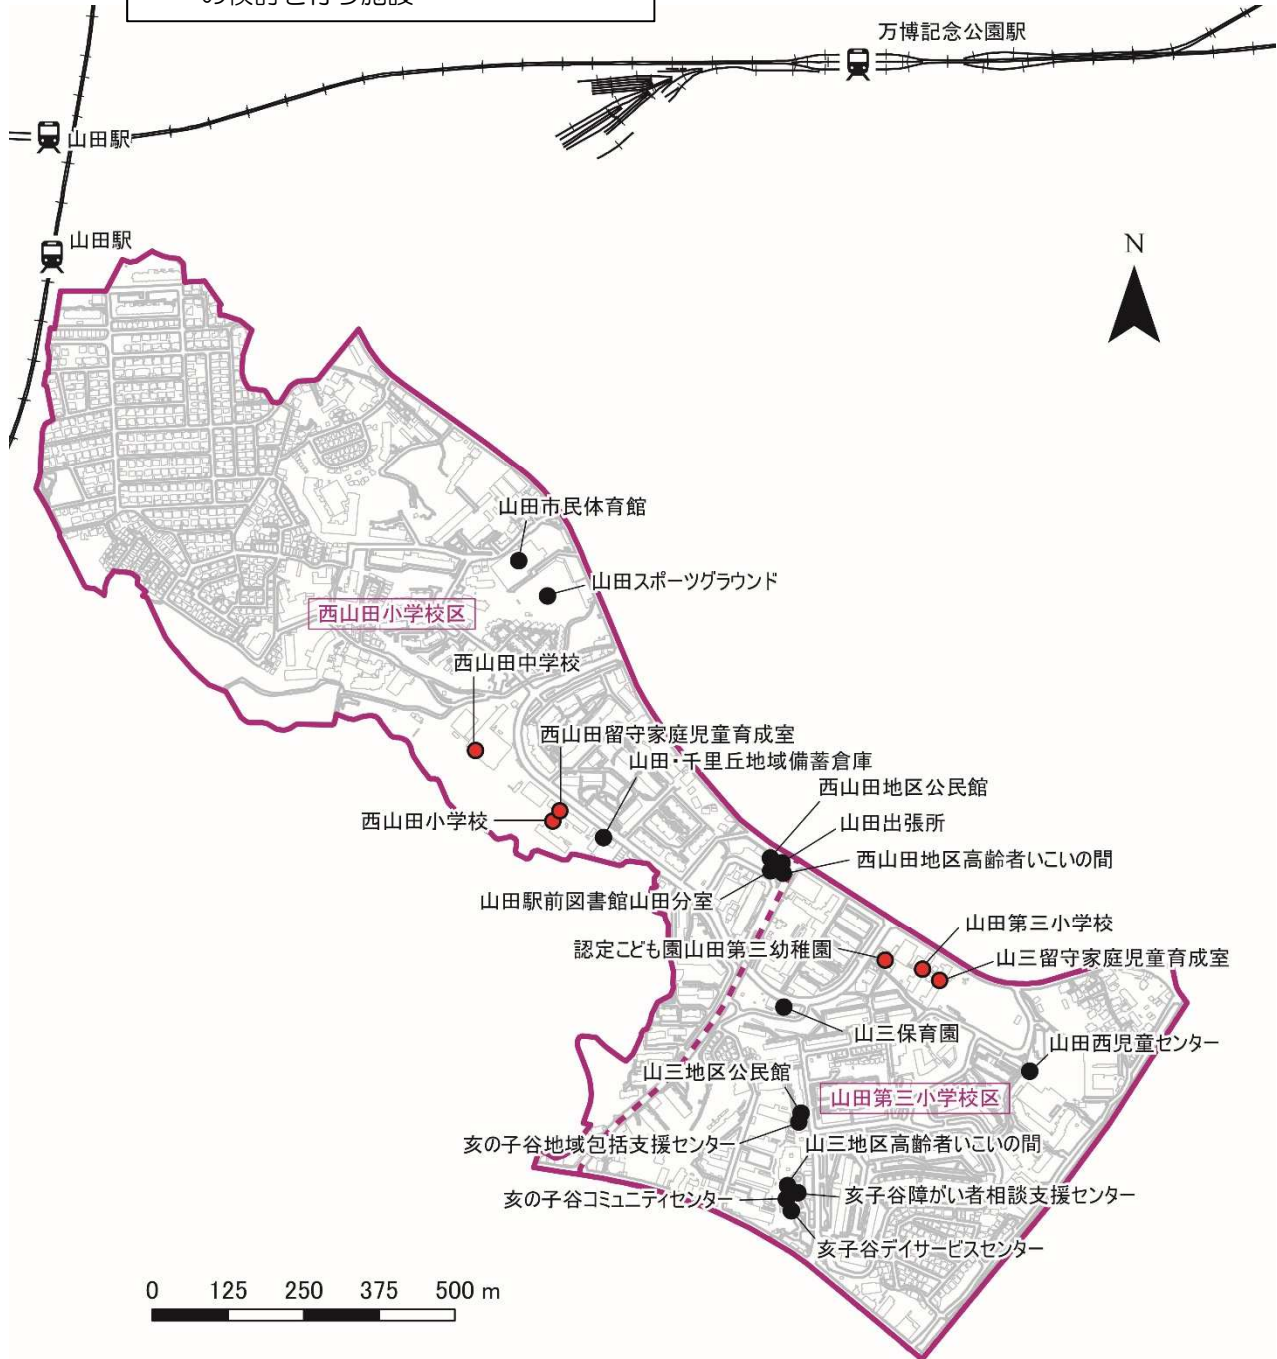 の検討を行う施設
万博記念公園駅
山田駅
山田駅
N
山田市民体育館
山田スポーツグラウンド
西山田小学校区
西山田中学校
西山田留守家庭児童育成室
山田・千里丘地域備蓄倉庫
西山田地区公民館
西山田小学校
山田出張所
西山田地区高齢者いこいの間
山田駅前図書館山田分室
山田第三小学校
認定こども園山田第三幼稚園
山三留守家庭児童育成室
山三保育園
山田西児童センター
山三地区公民館
山田第三小学校区
亥の子谷地域包括支援センター
山三地区高齢者いこいの間
亥の子谷コミュニティセンター
亥子谷障がい者相談支援センター
亥子谷デイサービスセンター
0 125 250 375 500 m